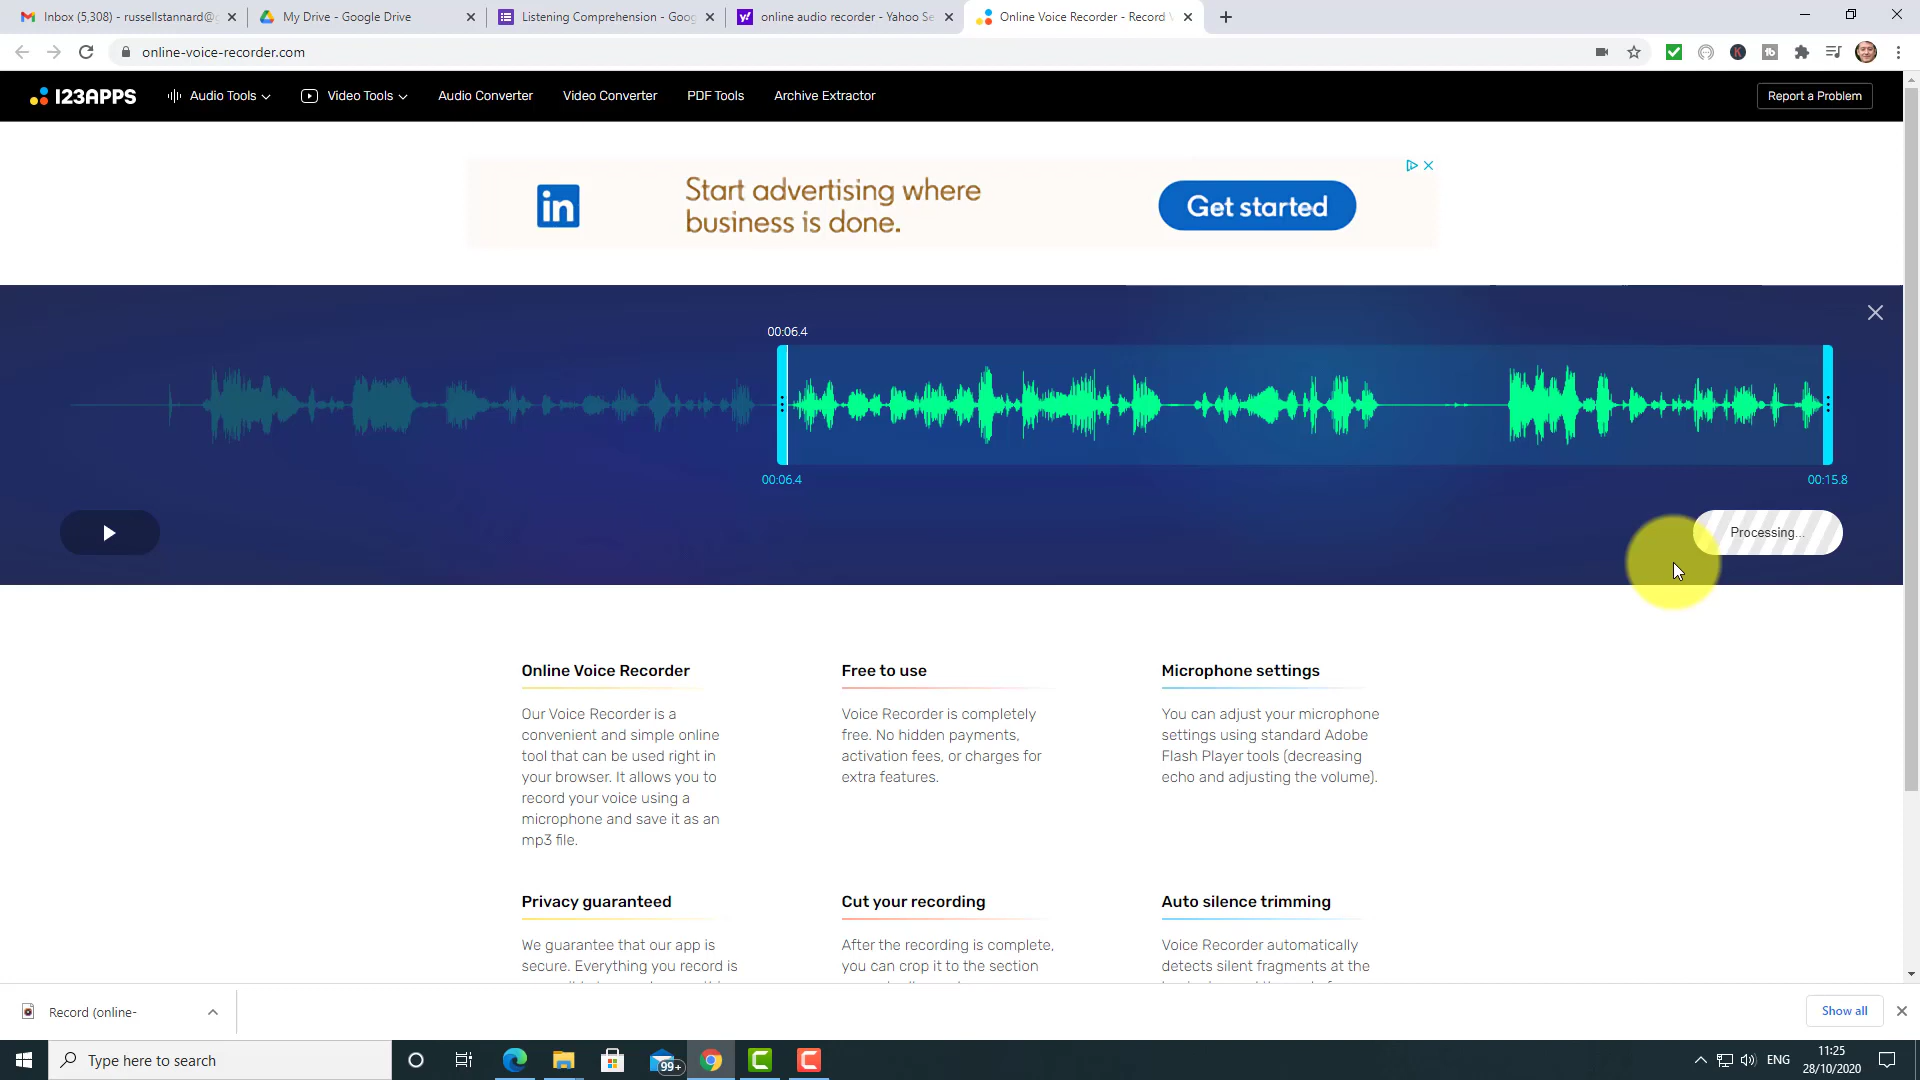 Inbox (5,308) - russellstannard@g
My Drive - Google Drive
Listening Comprehension - Goog
online audio recorder - Yahoo Se
Online Voice Recorder - Record V
online-voice-recorder.com
123APPS
Audio Tools
Video Tools
Audio Converter
Video Converter
PDF Tools
Archive Extractor
Report a Problem
in
Start advertising where
business is done.
Get started
00:06.4
00:06.4
00:15.8
Processing...
Online Voice Recorder
Our Voice Recorder is a
convenient and simple online
tool that can be used right in
your browser. It allows you to
record your voice using a
microphone and save it as an
mp3 file.
Free to use
Voice Recorder is completely
free. No hidden payments,
activation fees, or charges for
extra features.
Microphone settings
You can adjust your microphone
settings using standard Adobe
Flash Player tools (decreasing
echo and adjusting the volume).
Privacy guaranteed
We guarantee that our app is
secure. Everything you record is
Cut your recording
After the recording is complete,
you can crop it to the section
Auto silence trimming
Voice Recorder automatically
detects silent fragments at the
Record (online-
Show all
Type here to search
99+
ENG
11:25
28/10/2020